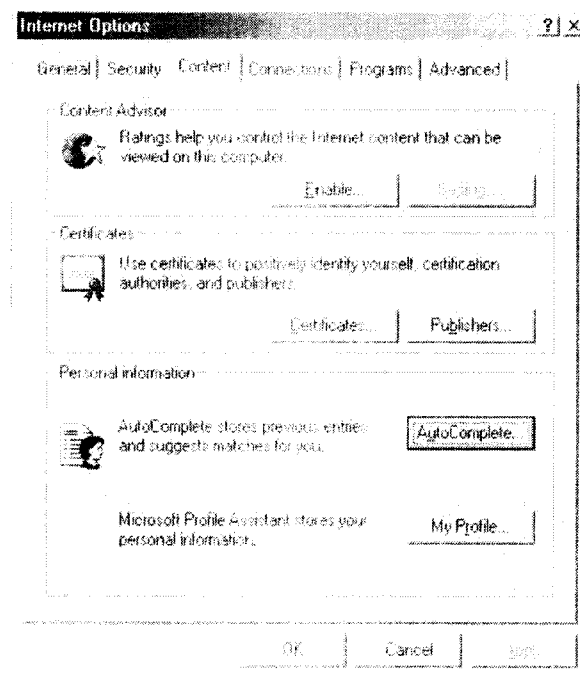 Internet Options ? ×
General Security Content Connections Programs Advanced
Content Advisor
Ratings help you control the Internet content that can be
viewed on this computer.
Enable...
Certificates
Use certificates to positively identify yourself, certification
authorities, and publishers.
Certificates... Publishers...
Personal information
AutoComplete stores previous entries
and suggests matches for you.
AutoComplete...
Microsoft Profile Assistant stores your
personal information.
My Profile...
OK Cancel